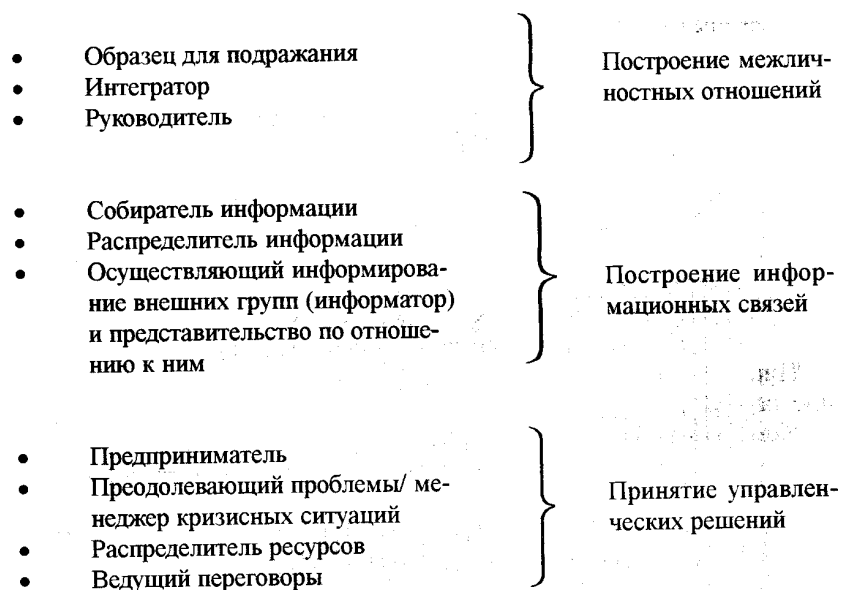 • Образец для подражания
• Интегратор
• Руководитель
Построение межлич-
ностных отношений
• Собиратель информации
• Распределитель информации
• Осуществляющий информирова-
ние внешних групп (информатор)
и представительство по отноше-
нию к ним
Построение инфор-
мационных связей
• Предприниматель
• Преодолевающий проблемы/ ме-
неджер кризисных ситуаций
• Распределитель ресурсов
• Ведущий переговоры
Принятие управлен-
ческих решений